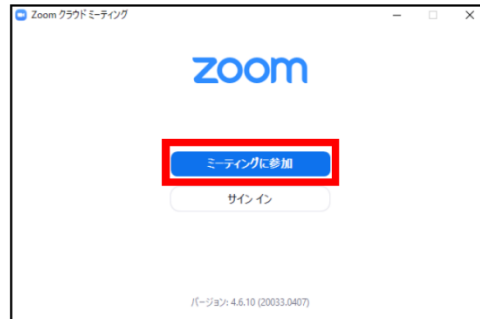 Zoom クラウド ミーティング
zoom
ミーティングに参加
サイン イン
バージョン: 4.6.10 (20033.0407)